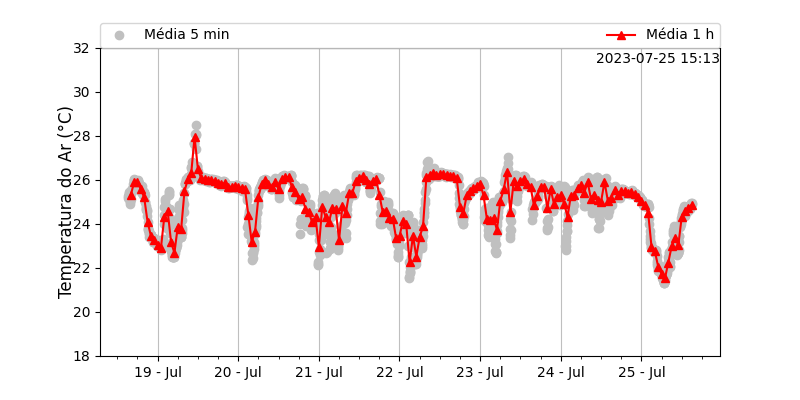 Média 5 min
Média 1 h
2023-07-25 15:13
Temperatura do Ar (°C)
32
30
28
26
24
22
20
18
19 - Jul
20 - Jul
21 - Jul
22 - Jul
23 - Jul
24 - Jul
25 - Jul